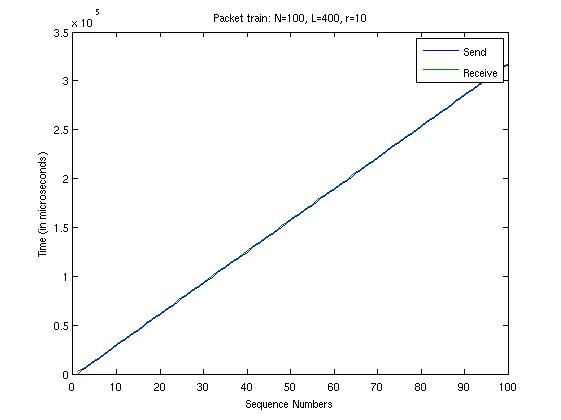 Packet train: N=100, L=400, r=10
x 10^5
3.5
3
2.5
2
1.5
1
0.5
0
Time (in microseconds)
Send
Receive
0 10 20 30 40 50 60 70 80 90 100
Sequence Numbers